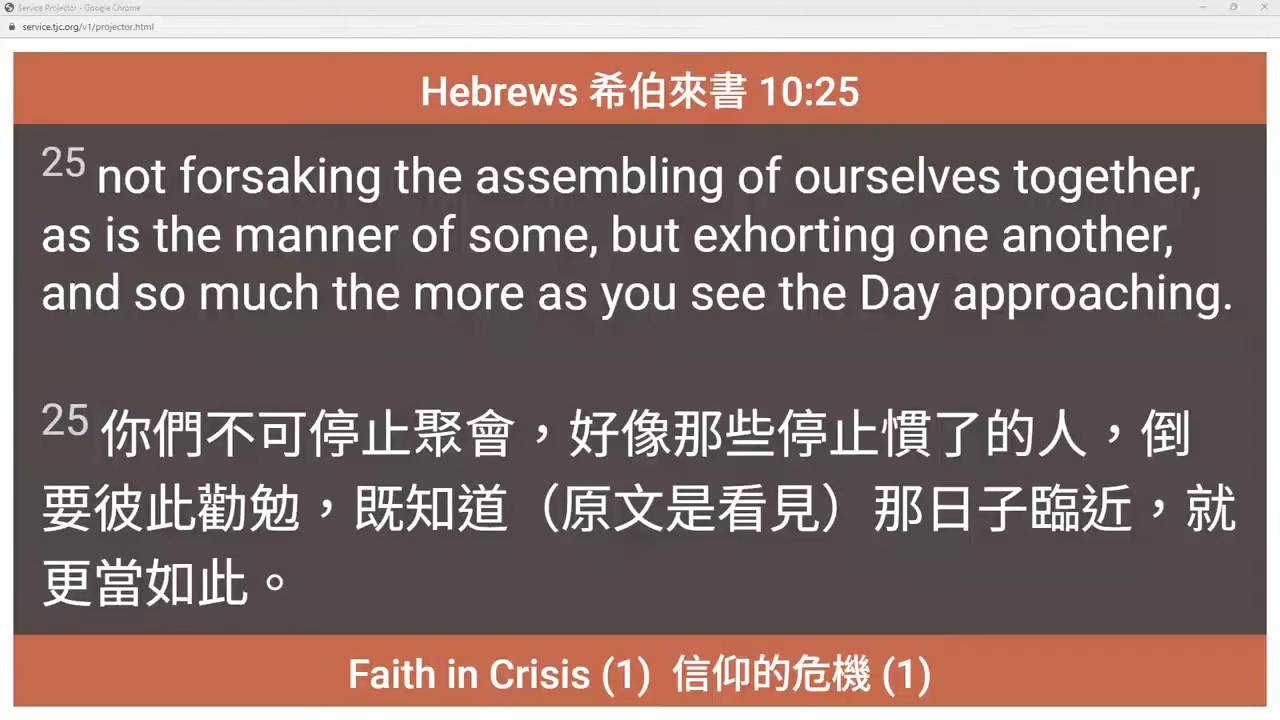 Service Projector - Google Chrome
service.tjc.org/v1/projector.html
Hebrews 希伯來書 10:25
25 not forsaking the assembling of ourselves together,
as is the manner of some, but exhorting one another,
and so much the more as you see the Day approaching.
25 你們不可停止聚會，好像那些停止慣了的人，倒
要彼此勸勉，既知道（原文是看見）那日子臨近，就
更當如此。
Faith in Crisis (1) 信仰的危機 (1)